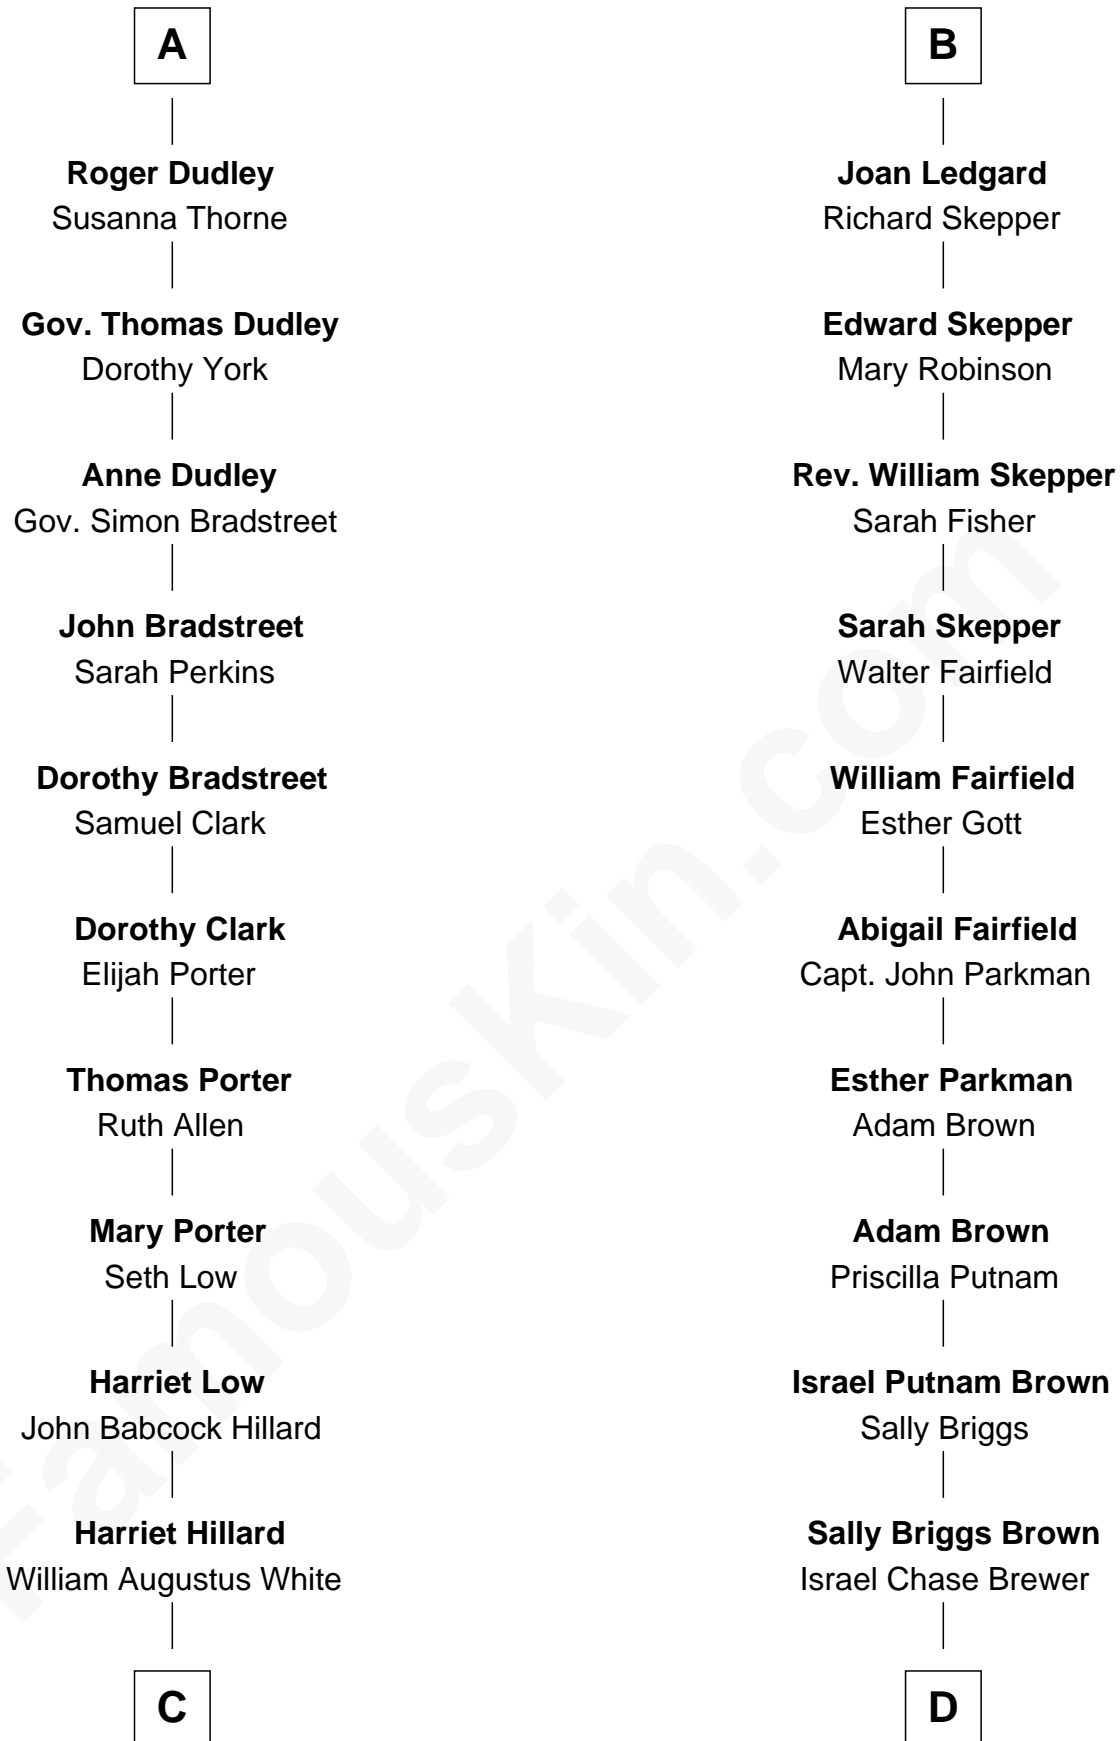 A
Roger Dudley
Susanna Thorne
Gov. Thomas Dudley
Dorothy York
Anne Dudley
Gov. Simon Bradstreet
John Bradstreet
Sarah Perkins
Dorothy Bradstreet
Samuel Clark
Dorothy Clark
Elijah Porter
Thomas Porter
Ruth Allen
Mary Porter
Seth Low
Harriet Low
John Babcock Hillard
Harriet Hillard
William Augustus White
C
B
Joan Ledgard
Richard Skepper
Edward Skepper
Mary Robinson
Rev. William Skepper
Sarah Fisher
Sarah Skepper
Walter Fairfield
William Fairfield
Esther Gott
Abigail Fairfield
Capt. John Parkman
Esther Parkman
Adam Brown
Adam Brown
Priscilla Putnam
Israel Putnam Brown
Sally Briggs
Sally Briggs Brown
Israel Chase Brewer
D
FamousKin.com